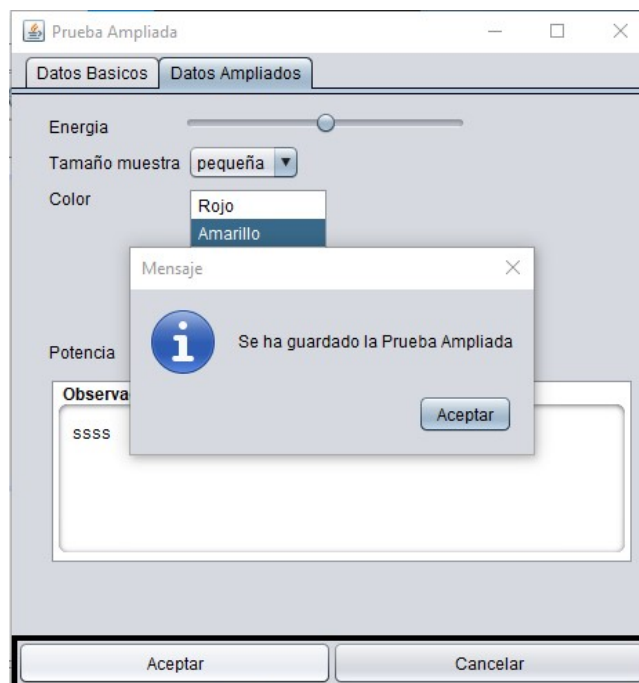 Prueba Ampliada
Datos Basicos
Datos Ampliados
Energia
Tamaño muestra
pequeña
Color
Rojo
Amarillo
Mensaje
Se ha guardado la Prueba Ampliada
Aceptar
Potencia
ssss
Aceptar
Cancelar